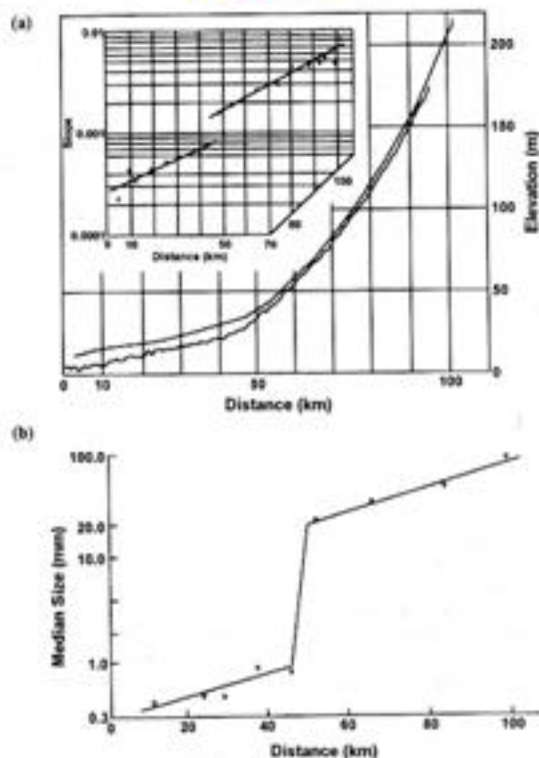 (a)
0.01
0.001
0.0001
Slope
0 10 50 70
Distance (km)
100
200
150
100
50
0
Elevation (m)
0 10 50 100
Distance (km)
(b)
100.0
20.0
10.0
1.0
0.3
Median Size (mm)
0 20 40 60 80 100
Distance (km)